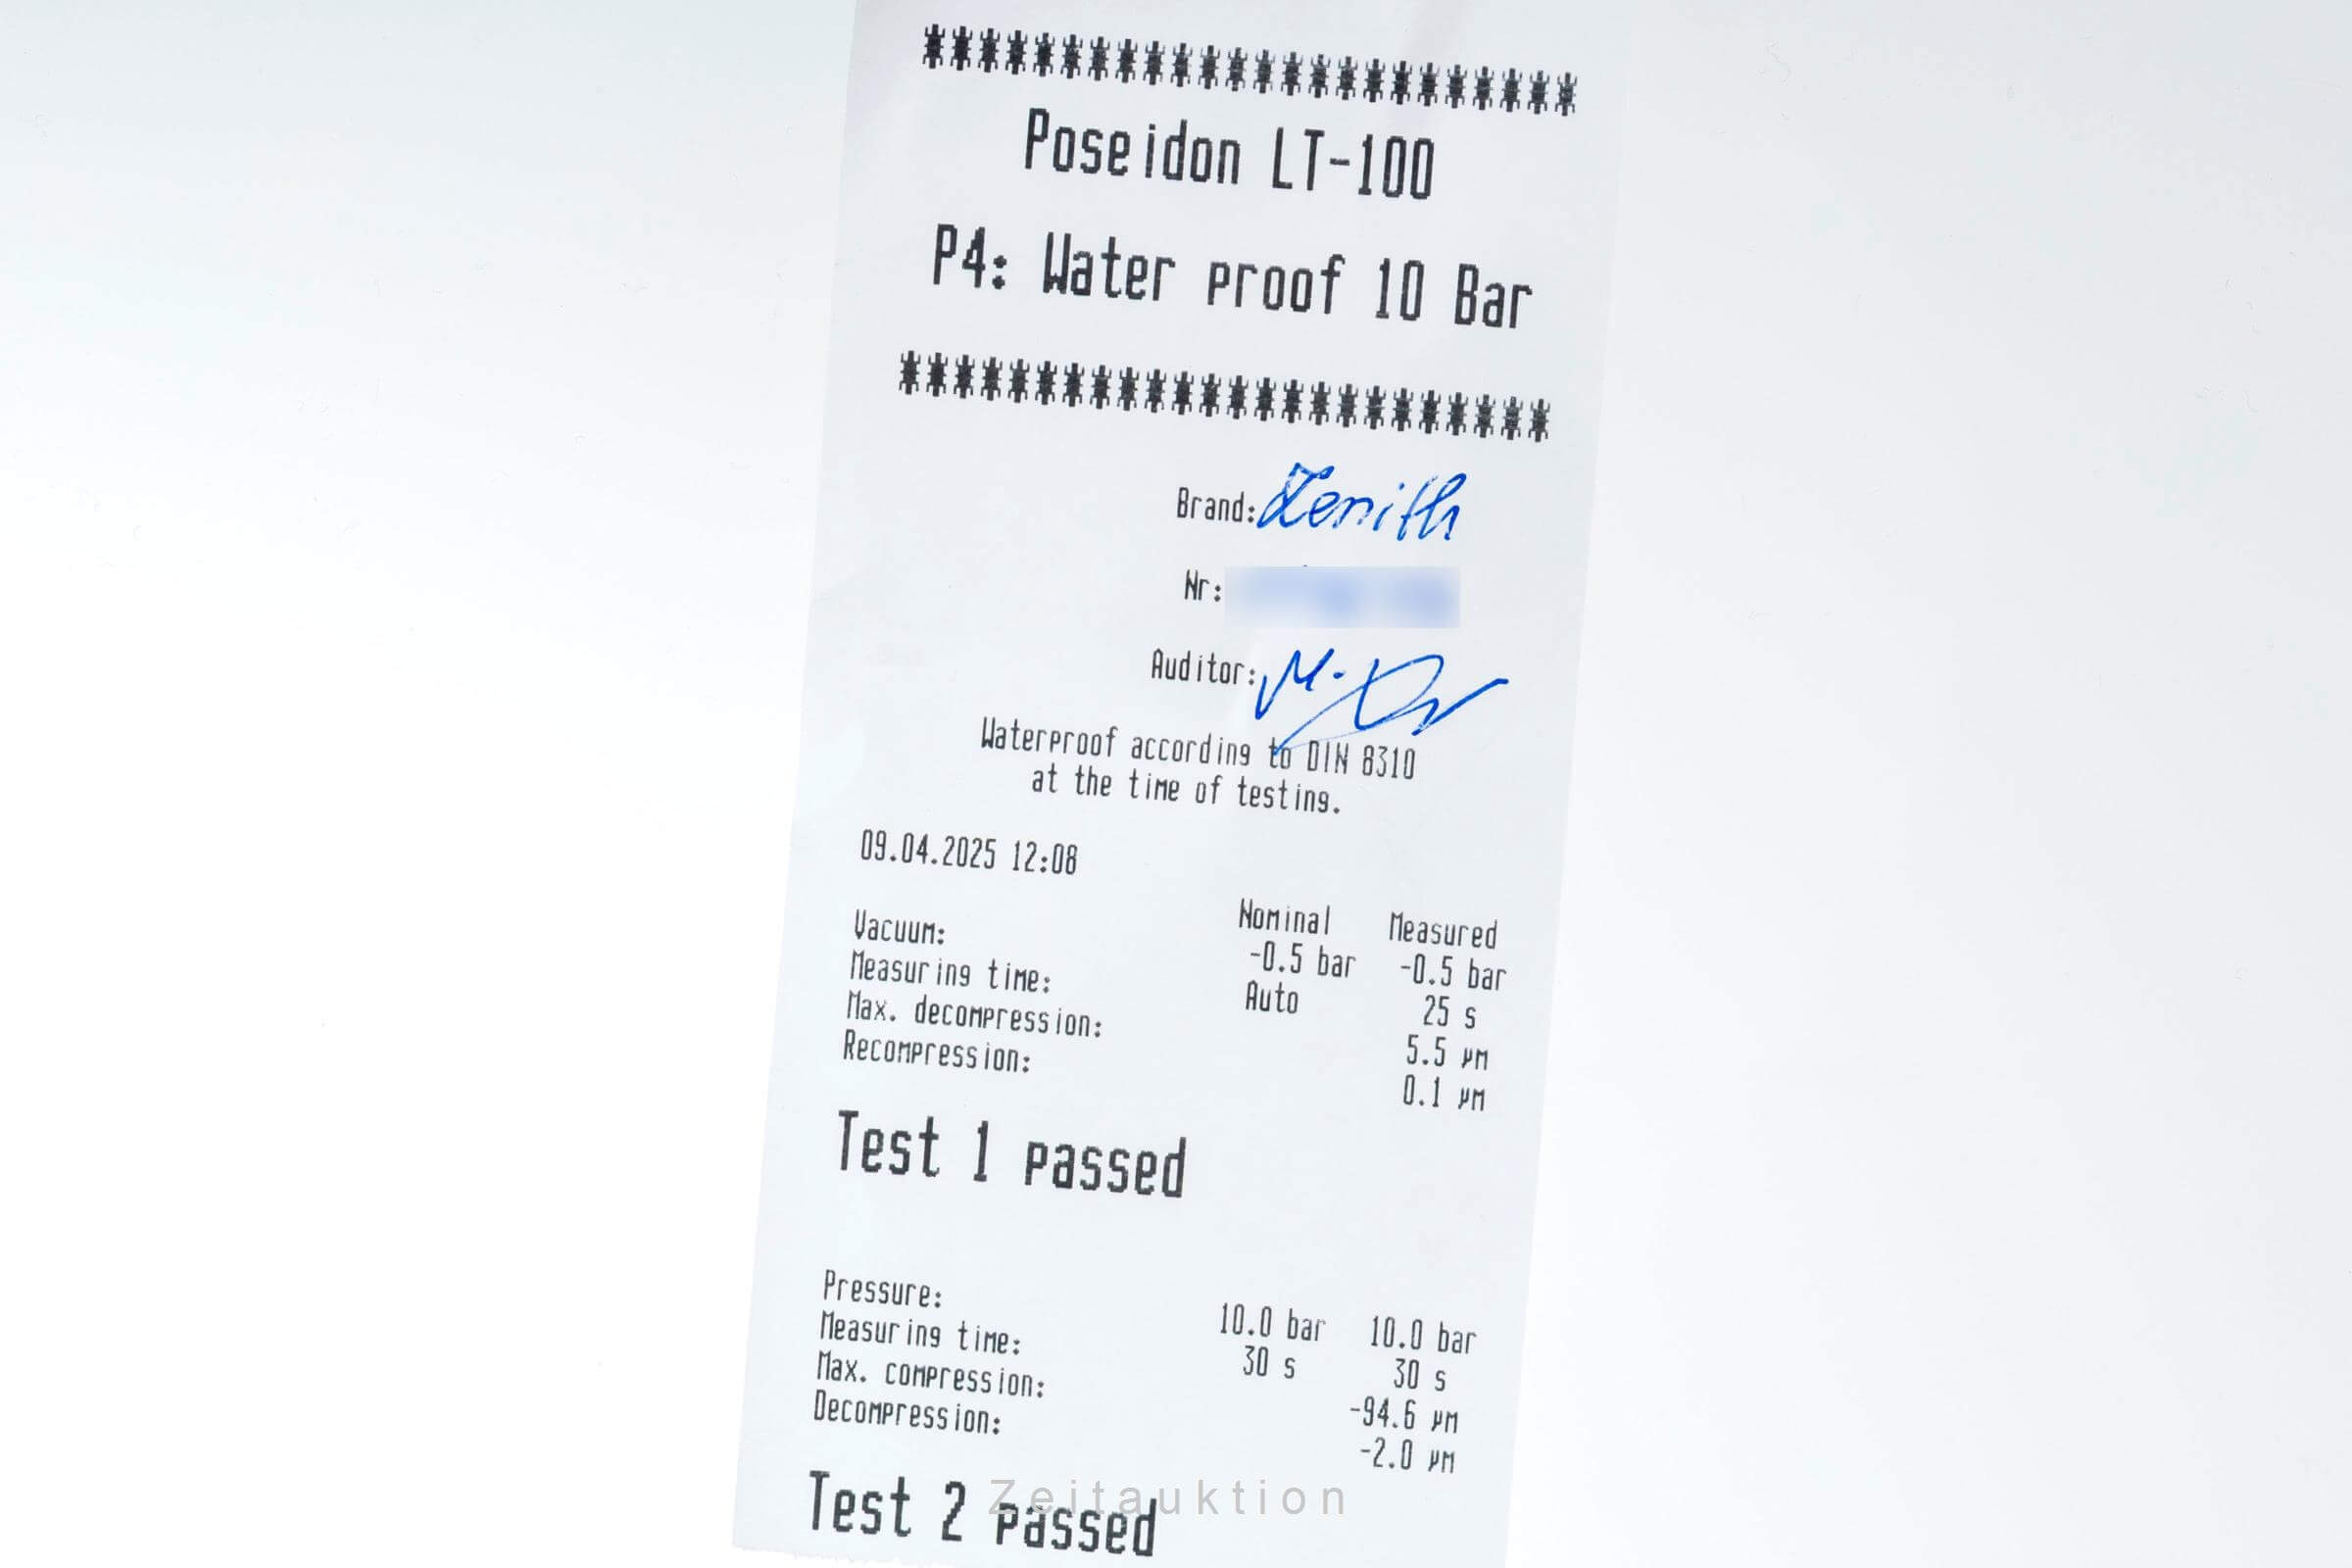 ************************
Poseidon LT-100
P4: Water proof 10 Bar
************************
Brand: Zenith
Nr:
Auditor: M.
Waterproof according to DIN 8310
at the time of testing.
09.04.2025 12:08
Nominal Measured
Vacuum: -0.5 bar -0.5 bar
Measuring time: Auto 25 s
Max. decompression: 5.5 µm
Recompression: 0.1 µm
Test 1 passed
Pressure: 10.0 bar 10.0 bar
Measuring time: 30 s 30 s
Max. compression: -94.6 µm
Decompression: -2.0 µm
Test 2 passed
Zeitauktion